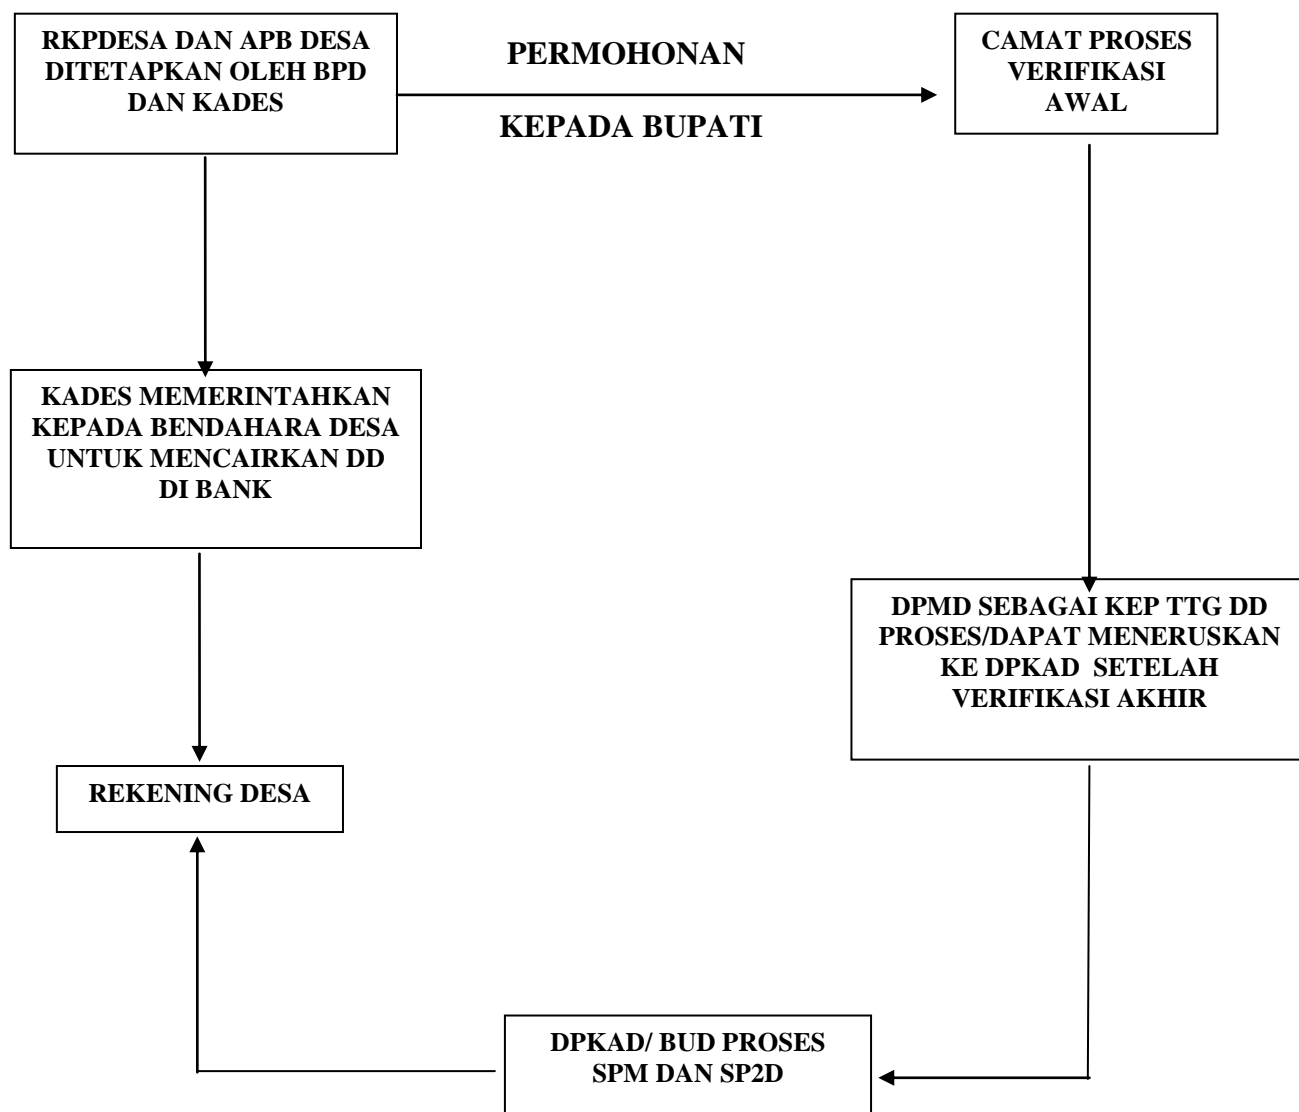 RKPDESA DAN APB DESA
DITETAPKAN OLEH BPD
DAN KADES
PERMOHONAN
KEPADA BUPATI
CAMAT PROSES
VERIFIKASI
AWAL
KADES MEMERINTAHKAN
KEPADA BENDAHARA DESA
UNTUK MENCAIRKAN DD
DI BANK
DPMD SEBAGAI KEP TTG DD
PROSES/DAPAT MENERUSKAN
KE DPKAD SETELAH
VERIFIKASI AKHIR
REKENING DESA
DPKAD/ BUD PROSES
SPM DAN SP2D